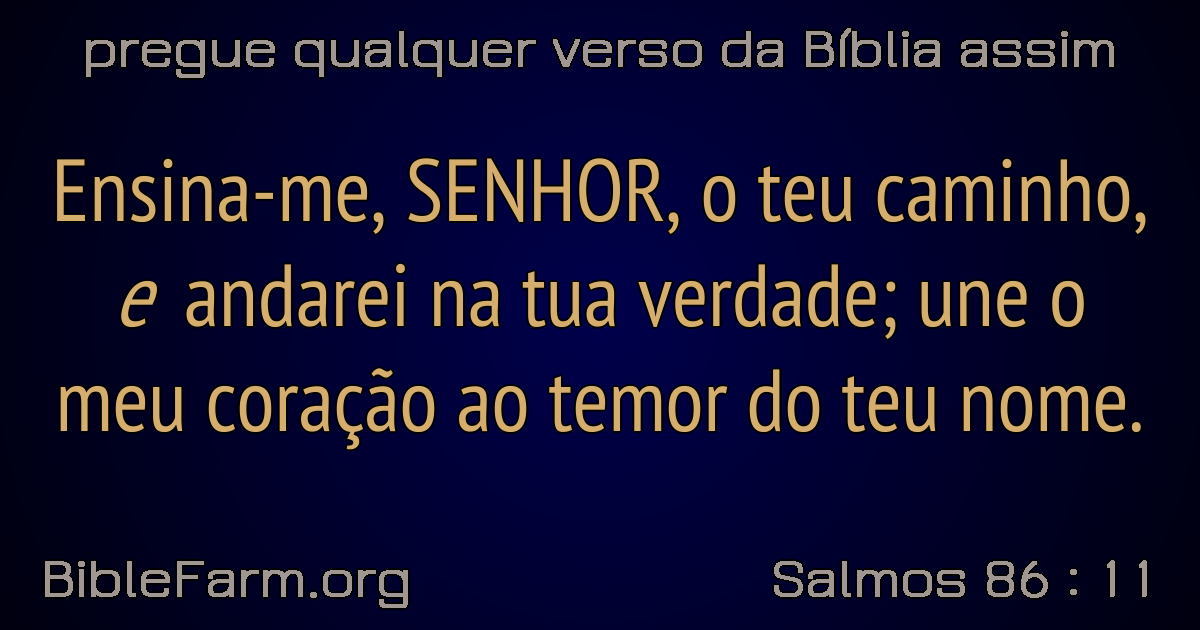 pregue qualquer verso da Bíblia assim
Ensina-me, SENHOR, o teu caminho,
e andarei na tua verdade; une o
meu coração ao temor do teu nome.
BibleFarm.org
Salmos 86 : 11